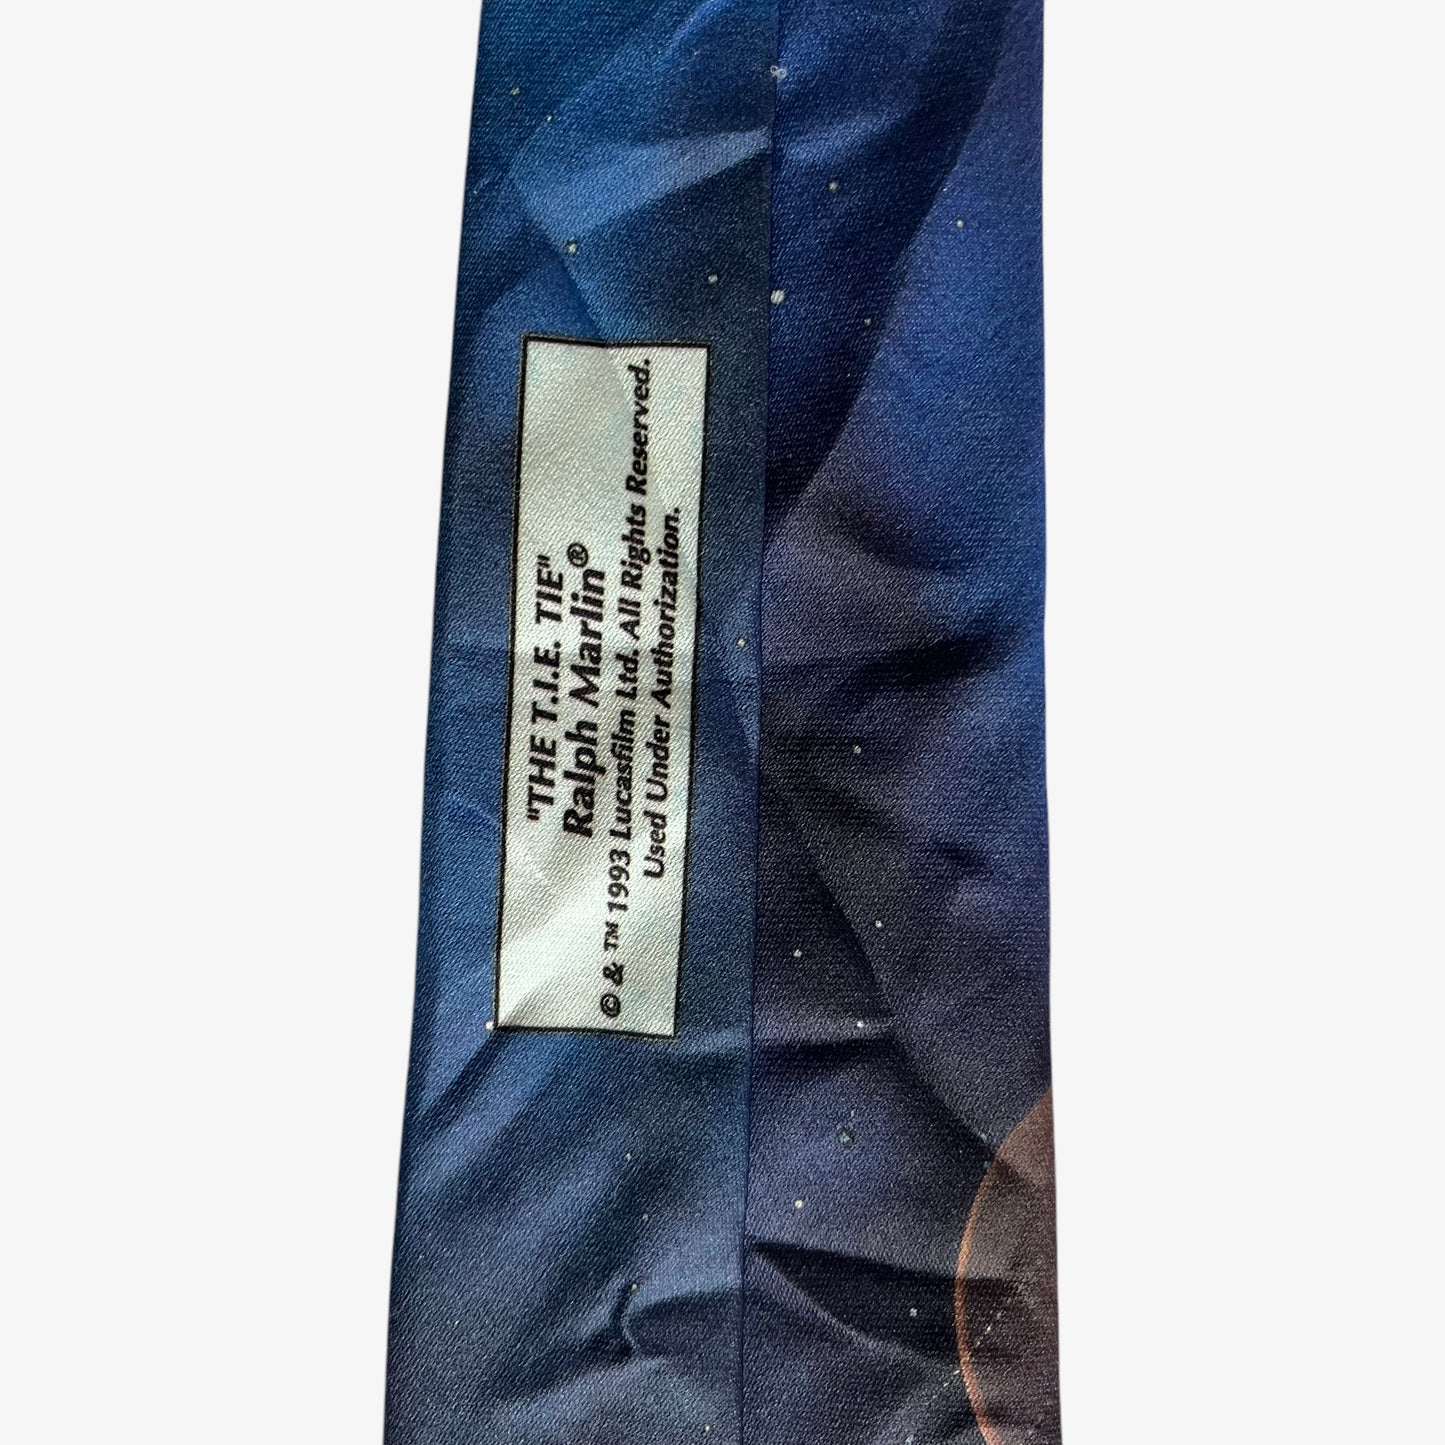 "THE T.I.E. TIE"
Ralph Marlin®
© & ™ 1993 Lucasfilm Ltd. All Rights Reserved.
Used Under Authorization.